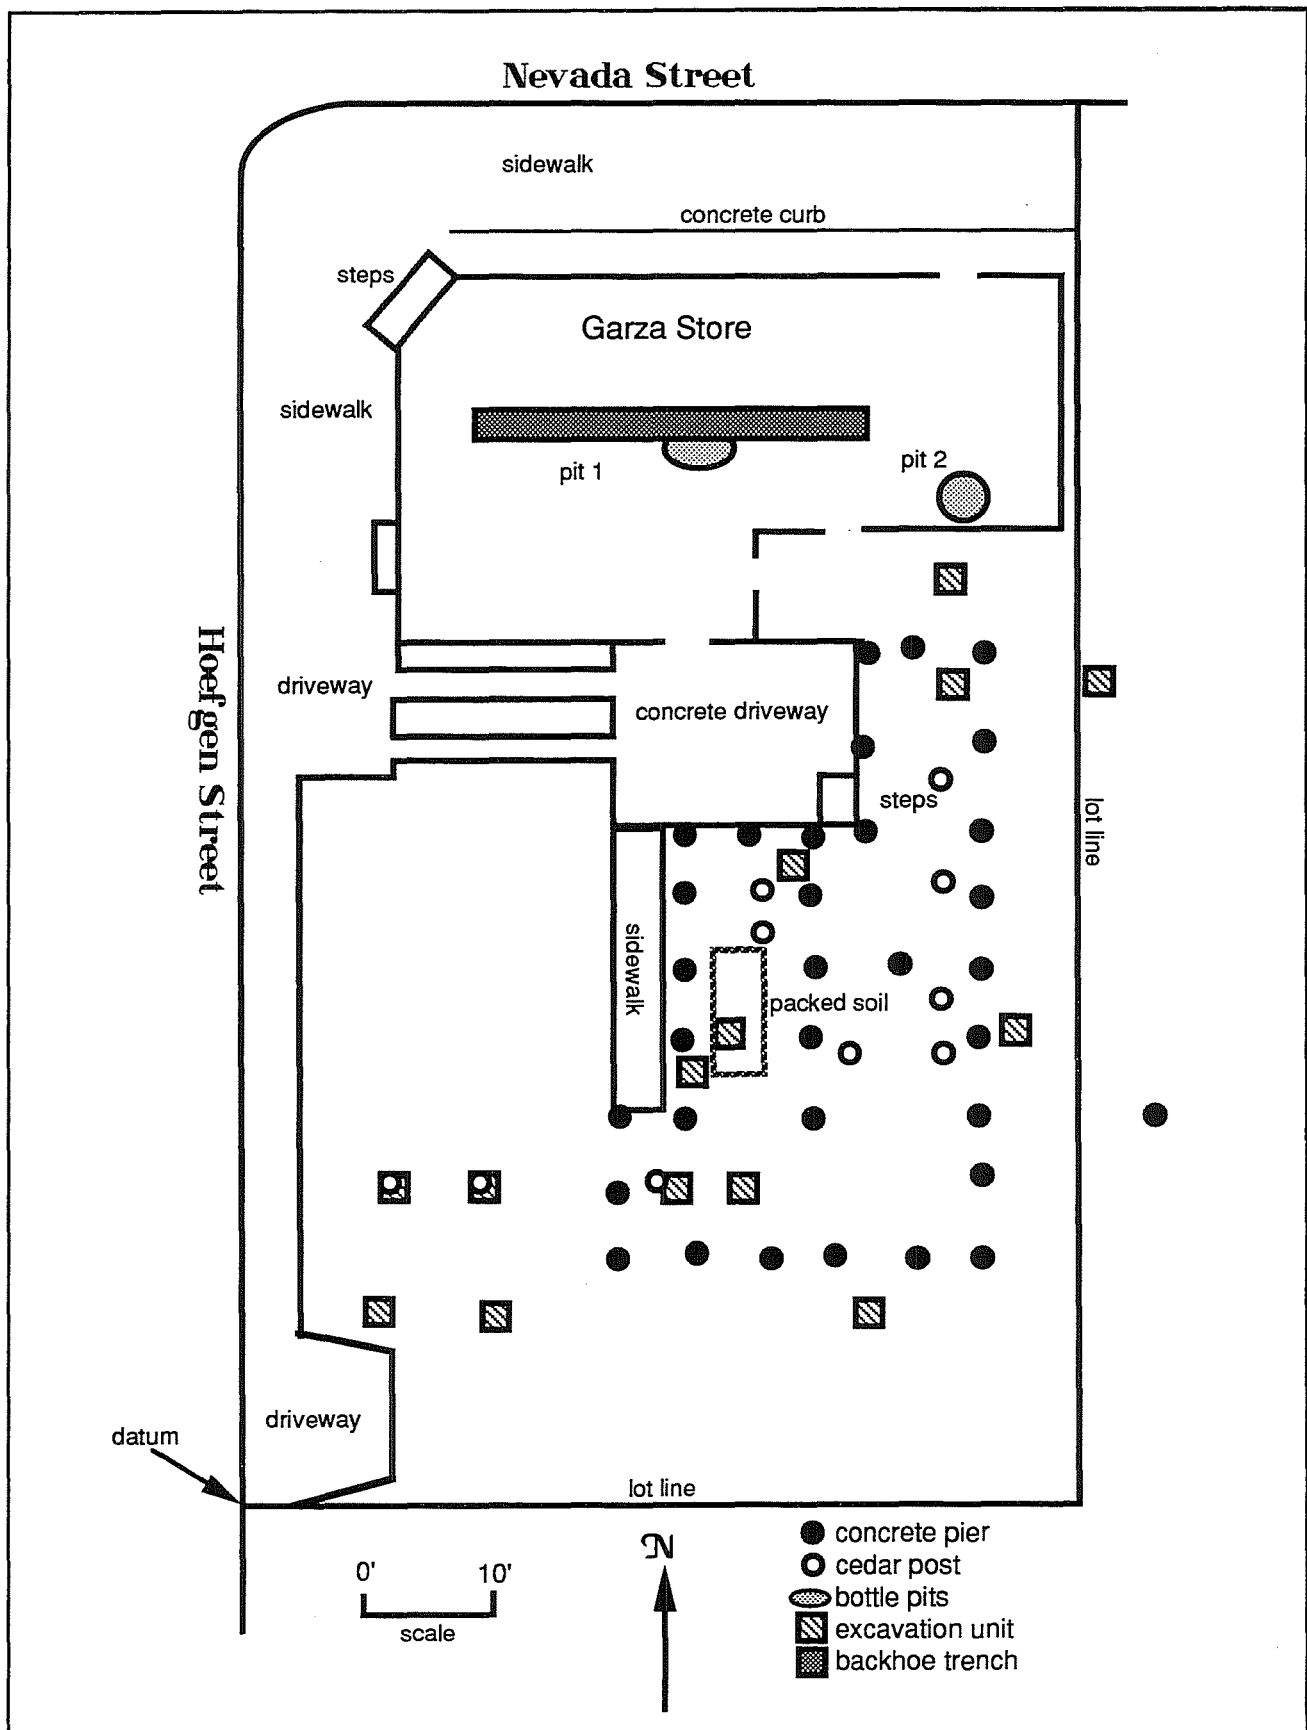 Nevada Street
sidewalk
concrete curb
steps
Garza Store
sidewalk
pit 1
pit 2
Hoefgen Street
driveway
concrete driveway
steps
lot line
sidewalk
packed soil
driveway
datum
lot line
N
0' 10'
scale
concrete pier
cedar post
bottle pits
excavation unit
backhoe trench